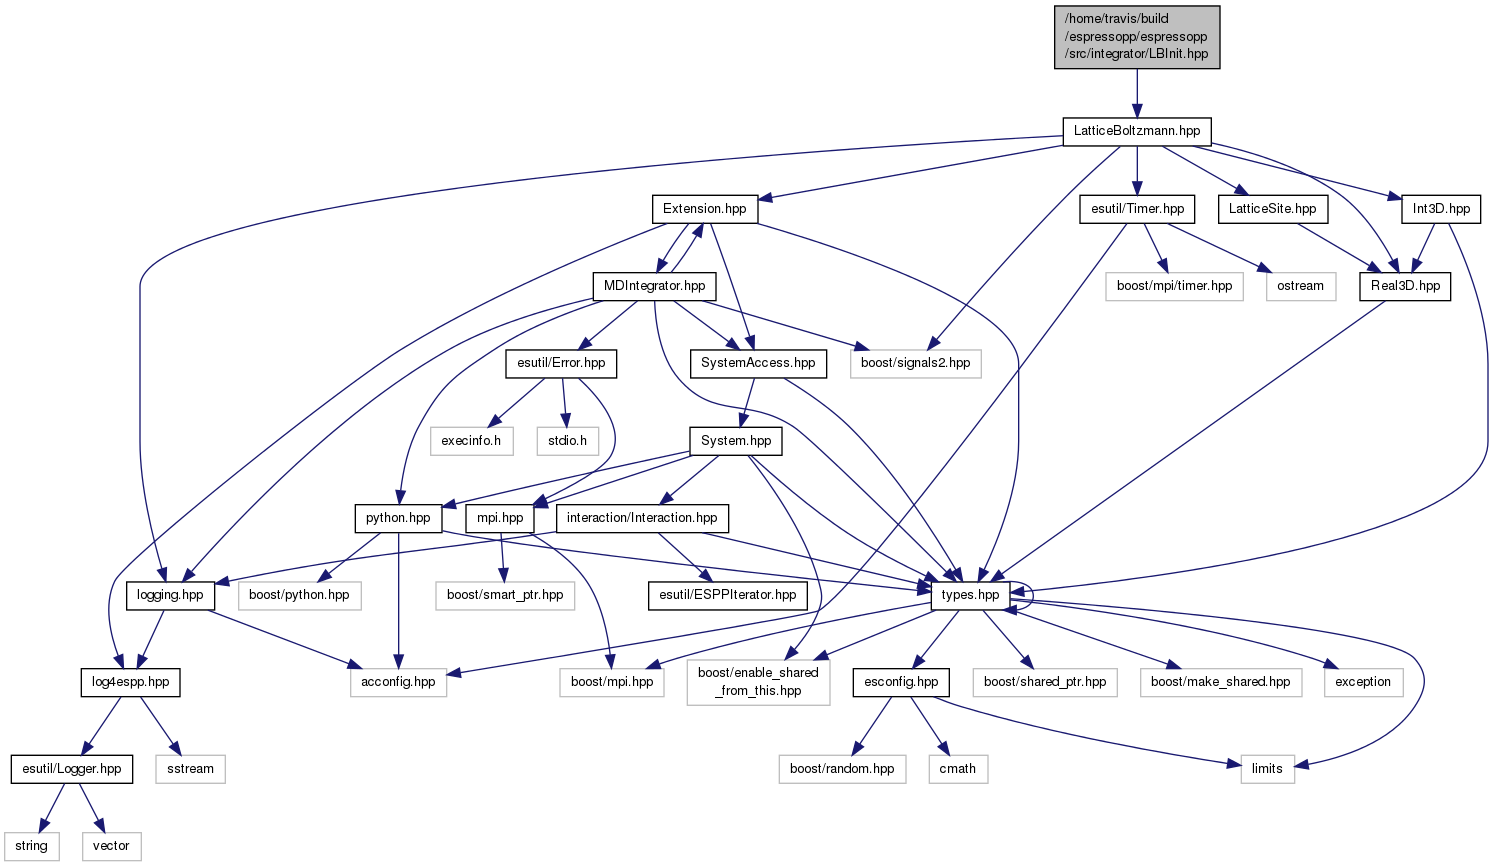 /home/travis/build
/espressopp/espressopp
/src/integrator/LBInit.hpp
LatticeBoltzmann.hpp
Extension.hpp
esutil/Timer.hpp
LatticeSite.hpp
Int3D.hpp
MDIntegrator.hpp
boost/mpi/timer.hpp
ostream
Real3D.hpp
esutil/Error.hpp
SystemAccess.hpp
boost/signals2.hpp
execinfo.h
stdio.h
System.hpp
python.hpp
mpi.hpp
interaction/Interaction.hpp
logging.hpp
boost/python.hpp
boost/smart_ptr.hpp
esutil/ESPPIterator.hpp
types.hpp
log4espp.hpp
acconfig.hpp
boost/mpi.hpp
boost/enable_shared
_from_this.hpp
esconfig.hpp
boost/shared_ptr.hpp
boost/make_shared.hpp
exception
esutil/Logger.hpp
sstream
boost/random.hpp
cmath
limits
string
vector